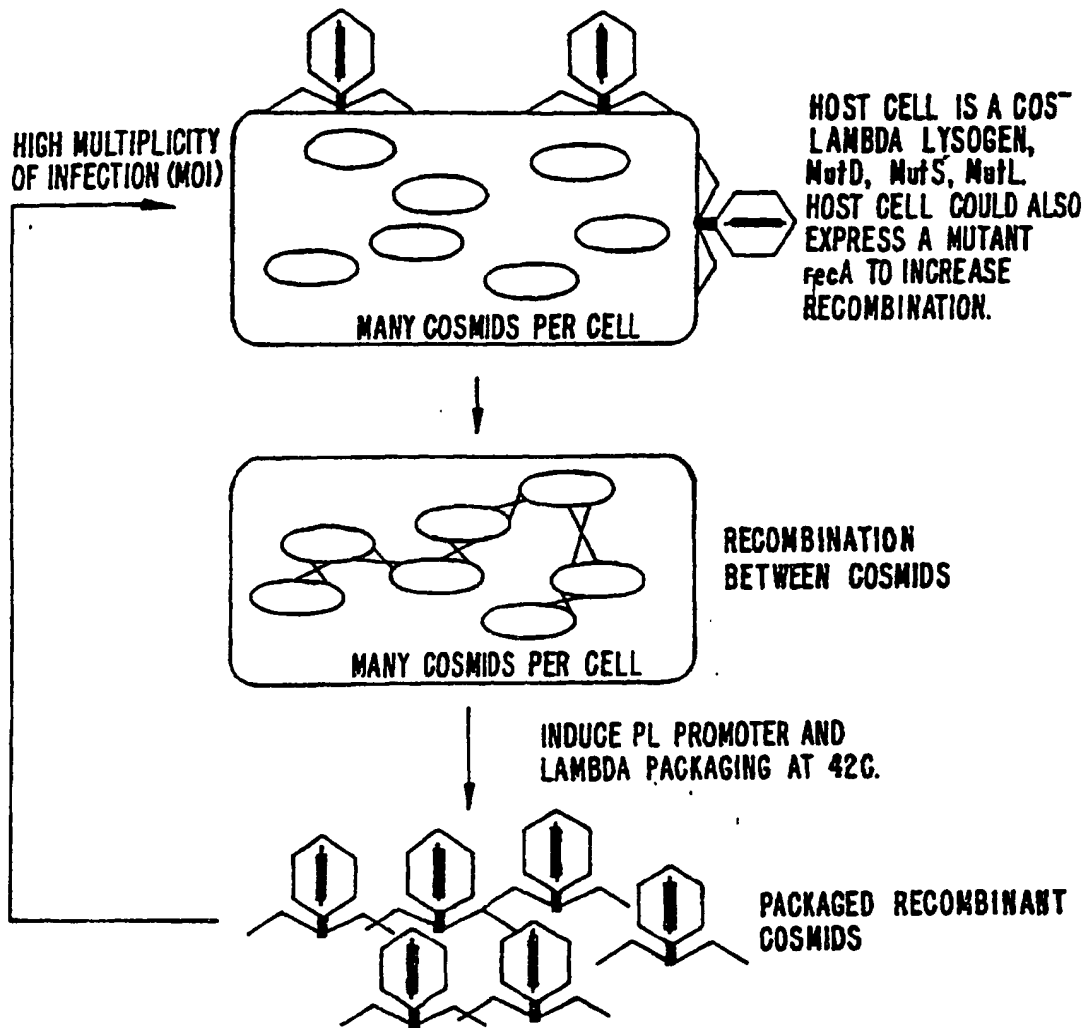 HIGH MULTIPLICITY
OF INFECTION (MOI)
HOST CELL IS A COS⁻
LAMBDA LYSOGEN,
MutD, MutS, MutL.
HOST CELL COULD ALSO
EXPRESS A MUTANT
recA TO INCREASE
RECOMBINATION.
MANY COSMIDS PER CELL
RECOMBINATION
BETWEEN COSMIDS
MANY COSMIDS PER CELL
INDUCE PL PROMOTER AND
LAMBDA PACKAGING AT 42C.
PACKAGED RECOMBINANT
COSMIDS